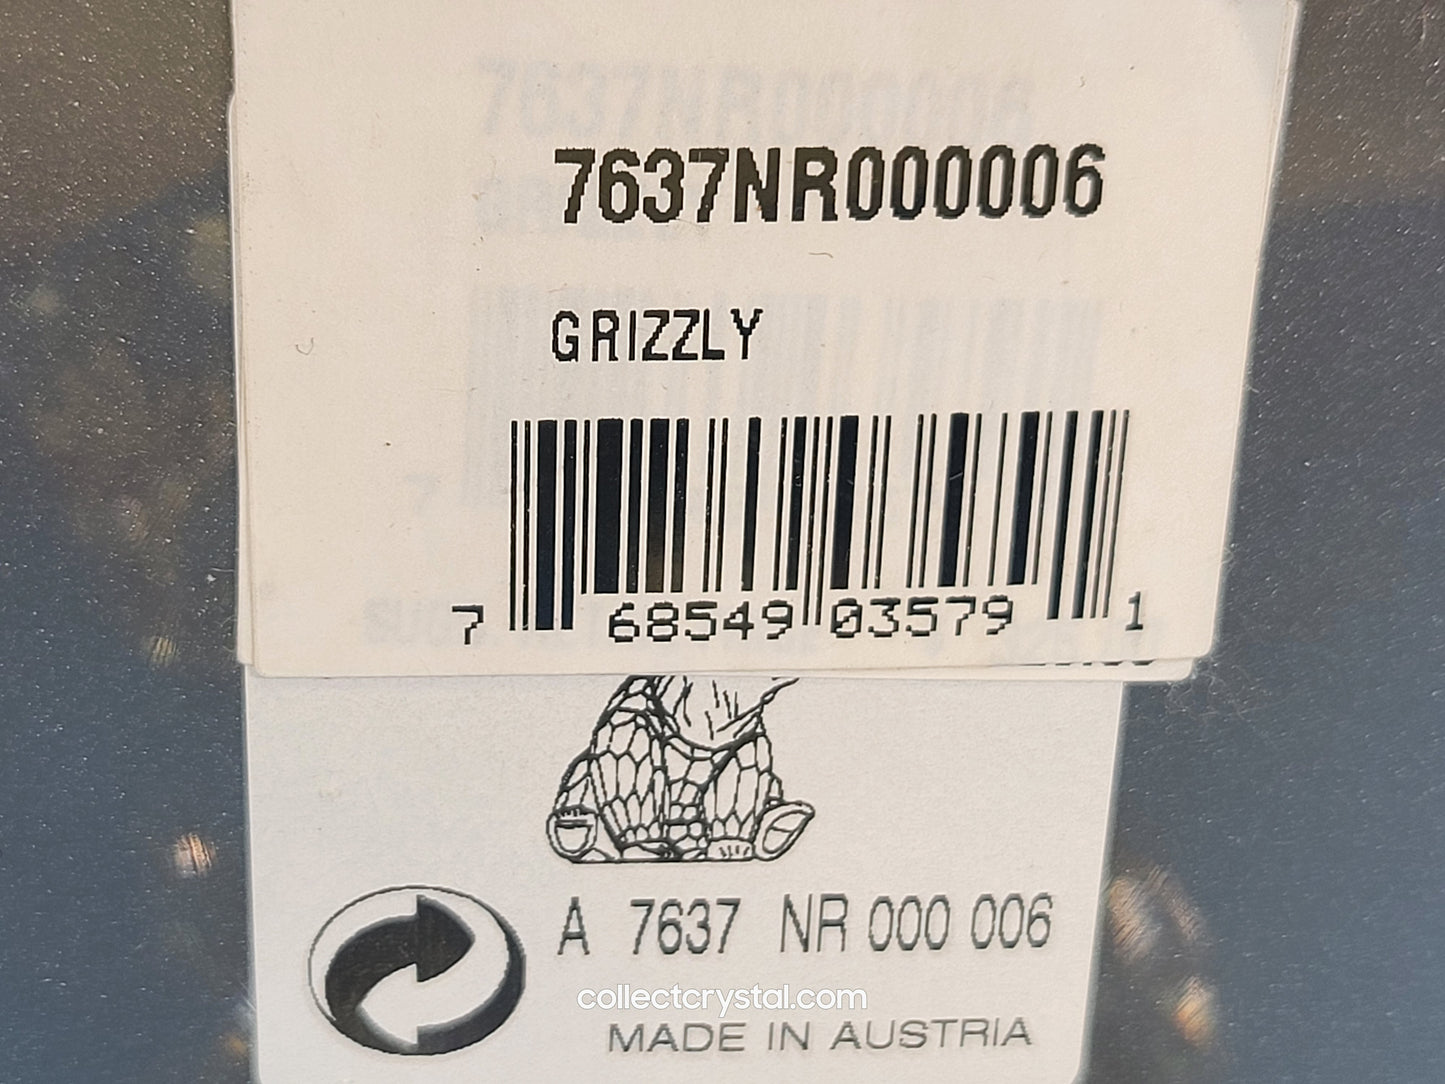 7637NR000006
GRIZZLY
7 68549 03579 1
A 7637 NR 000 006
collectcrystal.com
MADE IN AUSTRIA